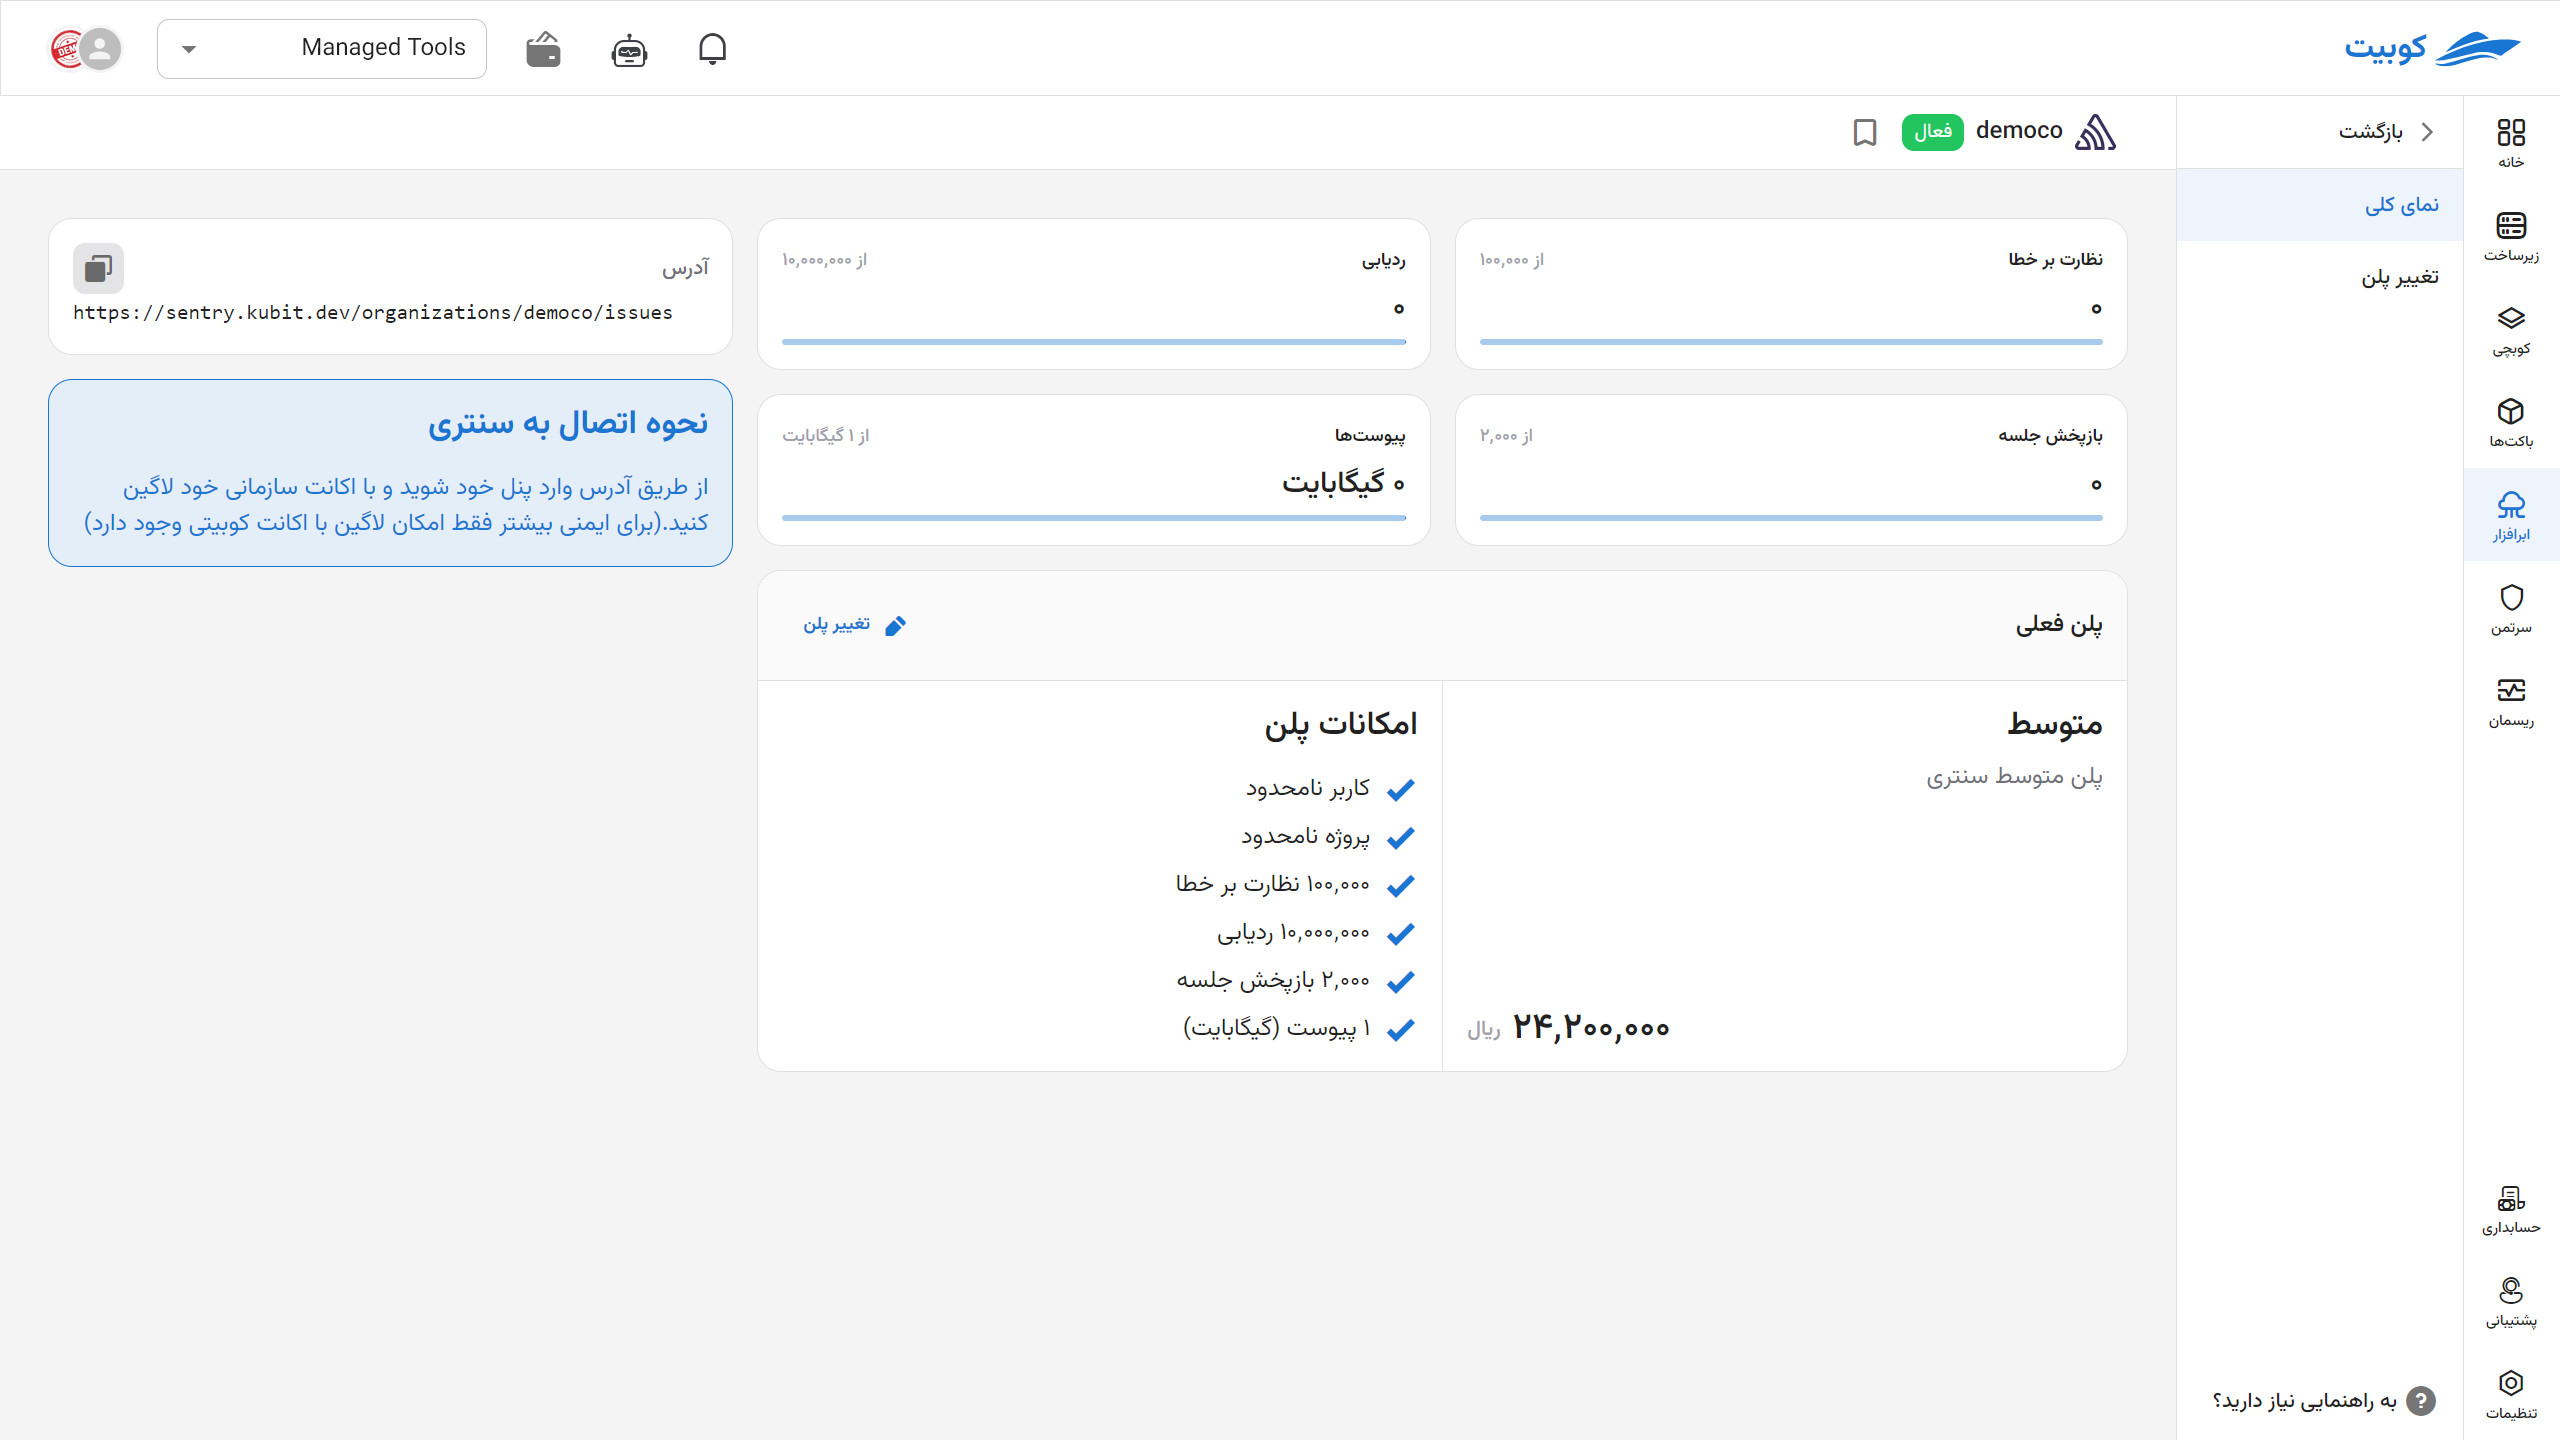 کوبیت
Managed Tools
DEM
خانه
زیرساخت
کوبچی
باکت‌ها
ابرافزار
سرتمن
ریسمان
حسابداری
پشتیبانی
تنظیمات
بازگشت
نمای کلی
تغییر پلن
به راهنمایی نیاز دارید؟
democo
فعال
نظارت بر خطا
از ۱۰۰,۰۰۰
۰
ردیابی
از ۱۰,۰۰۰,۰۰۰
۰
بازپخش جلسه
از ۲,۰۰۰
۰
پیوست‌ها
از ۱ گیگابایت
۰ گیگابایت
پلن فعلی
تغییر پلن
متوسط
پلن متوسط سنتری
۲۴,۲۰۰,۰۰۰ ریال
امکانات پلن
کاربر نامحدود
پروژه نامحدود
۱۰۰,۰۰۰ نظارت بر خطا
۱۰,۰۰۰,۰۰۰ ردیابی
۲,۰۰۰ بازپخش جلسه
۱ پیوست (گیگابایت)
آدرس
https://sentry.kubit.dev/organizations/democo/issues
نحوه اتصال به سنتری
از طریق آدرس وارد پنل خود شوید و با اکانت سازمانی خود لاگین
کنید.(برای ایمنی بیشتر فقط امکان لاگین با اکانت کوبیتی وجود دارد)